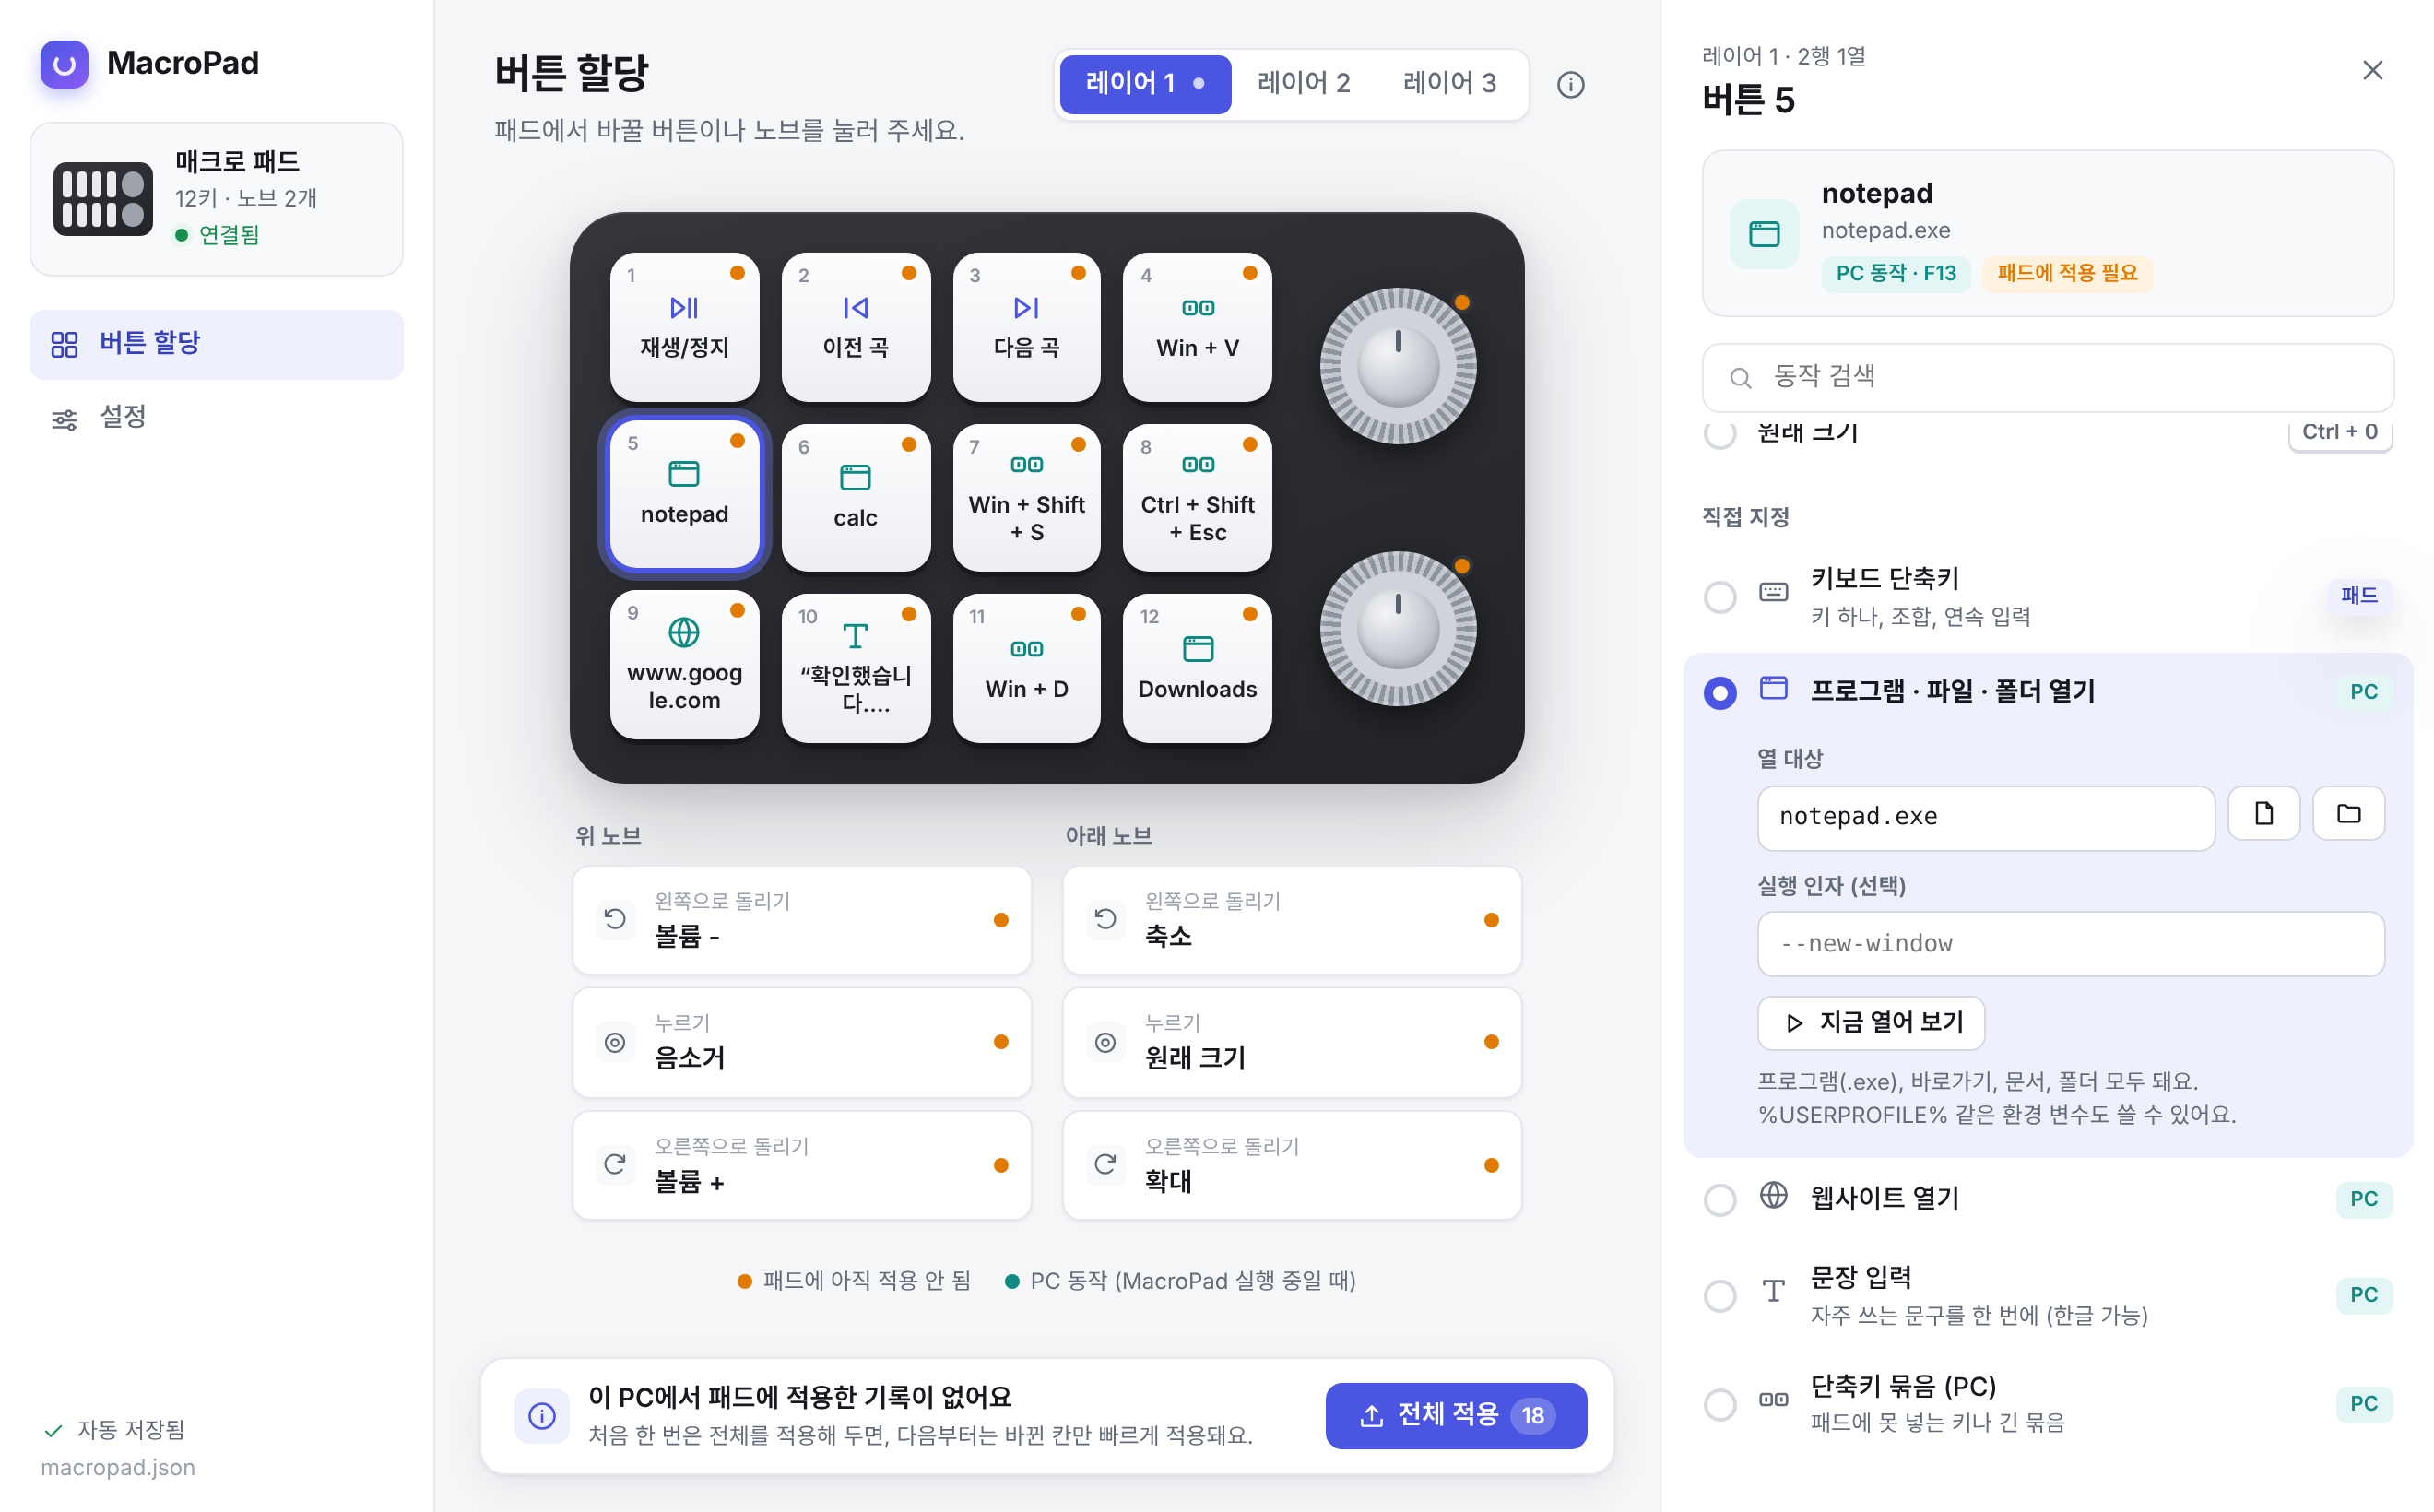 MacroPad
매크로 패드
12키 · 노브 2개
연결됨
버튼 할당
설정
자동 저장됨
macropad.json
버튼 할당
패드에서 바꿀 버튼이나 노브를 눌러 주세요.
레이어 1
레이어 2
레이어 3
1
재생/정지
2
이전 곡
3
다음 곡
4
Win + V
5
notepad
6
calc
7
Win + Shift
+ S
8
Ctrl + Shift
+ Esc
9
www.goog
le.com
10
“확인했습니
다....
11
Win + D
12
Downloads
위 노브
왼쪽으로 돌리기
볼륨 -
누르기
음소거
오른쪽으로 돌리기
볼륨 +
아래 노브
왼쪽으로 돌리기
축소
누르기
원래 크기
오른쪽으로 돌리기
확대
패드에 아직 적용 안 됨
PC 동작 (MacroPad 실행 중일 때)
이 PC에서 패드에 적용한 기록이 없어요
처음 한 번은 전체를 적용해 두면, 다음부터는 바뀐 칸만 빠르게 적용돼요.
전체 적용 18
레이어 1 · 2행 1열
버튼 5
notepad
notepad.exe
PC 동작 · F13
패드에 적용 필요
동작 검색
원래 크기
Ctrl + 0
직접 지정
키보드 단축키
키 하나, 조합, 연속 입력
패드
프로그램 · 파일 · 폴더 열기
PC
열 대상
notepad.exe
실행 인자 (선택)
--new-window
지금 열어 보기
프로그램(.exe), 바로가기, 문서, 폴더 모두 돼요.
%USERPROFILE% 같은 환경 변수도 쓸 수 있어요.
웹사이트 열기
PC
문장 입력
자주 쓰는 문구를 한 번에 (한글 가능)
PC
단축키 묶음 (PC)
패드에 못 넣는 키나 긴 묶음
PC